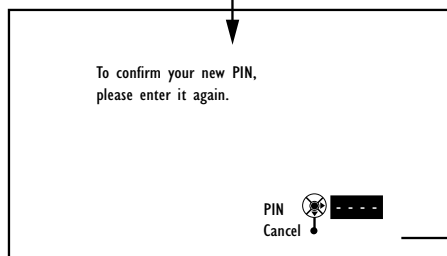 To confirm your new PIN,
please enter it again.
PIN - - - -
Cancel